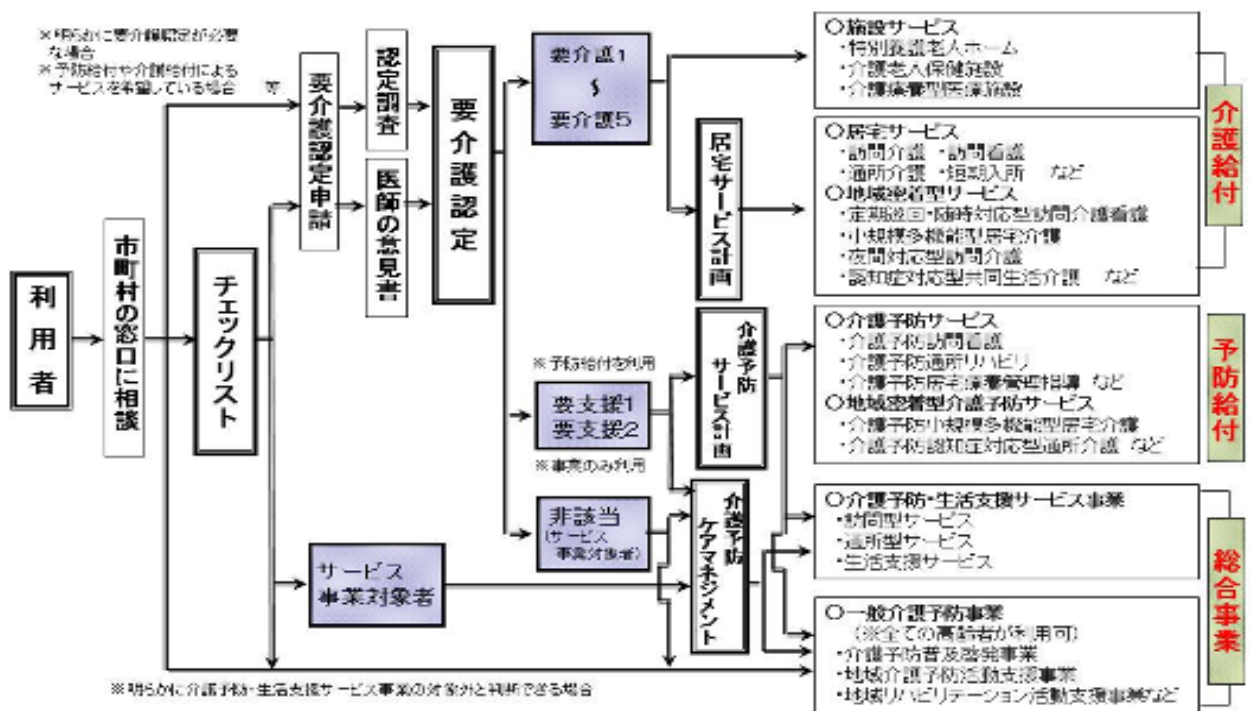 ※明らかに要介護認定が必要
な場合
※予防給付や介護給付による
サービスを希望している場合 等
利用者
市町村の窓口に相談
チェックリスト
要介護認定申請
認定調査
医師の意見書
要介護認定
要介護1
〜
要介護5
※予防給付を利用
要支援1
要支援2
※事業のみ利用
非該当
(サービス
事業対象者)
サービス
事業対象者
居宅サービス計画
介護予防
サービス計画
介護予防
ケアマネジメント
○施設サービス
・特別養護老人ホーム
・介護老人保健施設
・介護療養型医療施設
○居宅サービス
・訪問介護 ・訪問看護
・通所介護 ・短期入所 など
○地域密着型サービス
・定期巡回・随時対応型訪問介護看護
・小規模多機能型居宅介護
・夜間対応型訪問介護
・認知症対応型共同生活介護 など
介護給付
○介護予防サービス
・介護予防訪問看護
・介護予防通所リハビリ
・介護予防居宅療養管理指導 など
○地域密着型介護予防サービス
・介護予防小規模多機能型居宅介護
・介護予防認知症対応型通所介護 など
予防給付
○介護予防・生活支援サービス事業
・訪問型サービス
・通所型サービス
・生活支援サービス
○一般介護予防事業
(※全ての高齢者が利用可)
・介護予防普及啓発事業
・地域介護予防活動支援事業
・地域リハビリテーション活動支援事業など
総合事業
※明らかに介護予防・生活支援サービス事業の対象外と判断できる場合